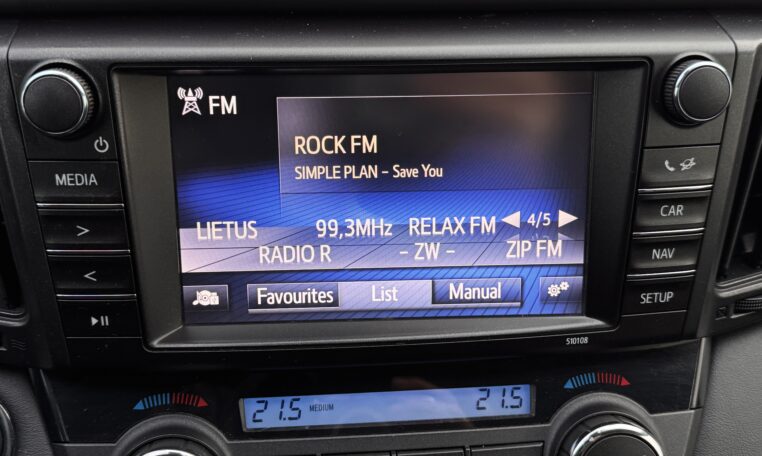 FM
ROCK FM
SIMPLE PLAN - Save You
MEDIA
CAR
LIETUS 99,3MHz RELAX FM 4/5
RADIO R - ZW - ZIP FM
NAV
Favourites List Manual
SETUP
510108
21.5 MEDIUM 21.5